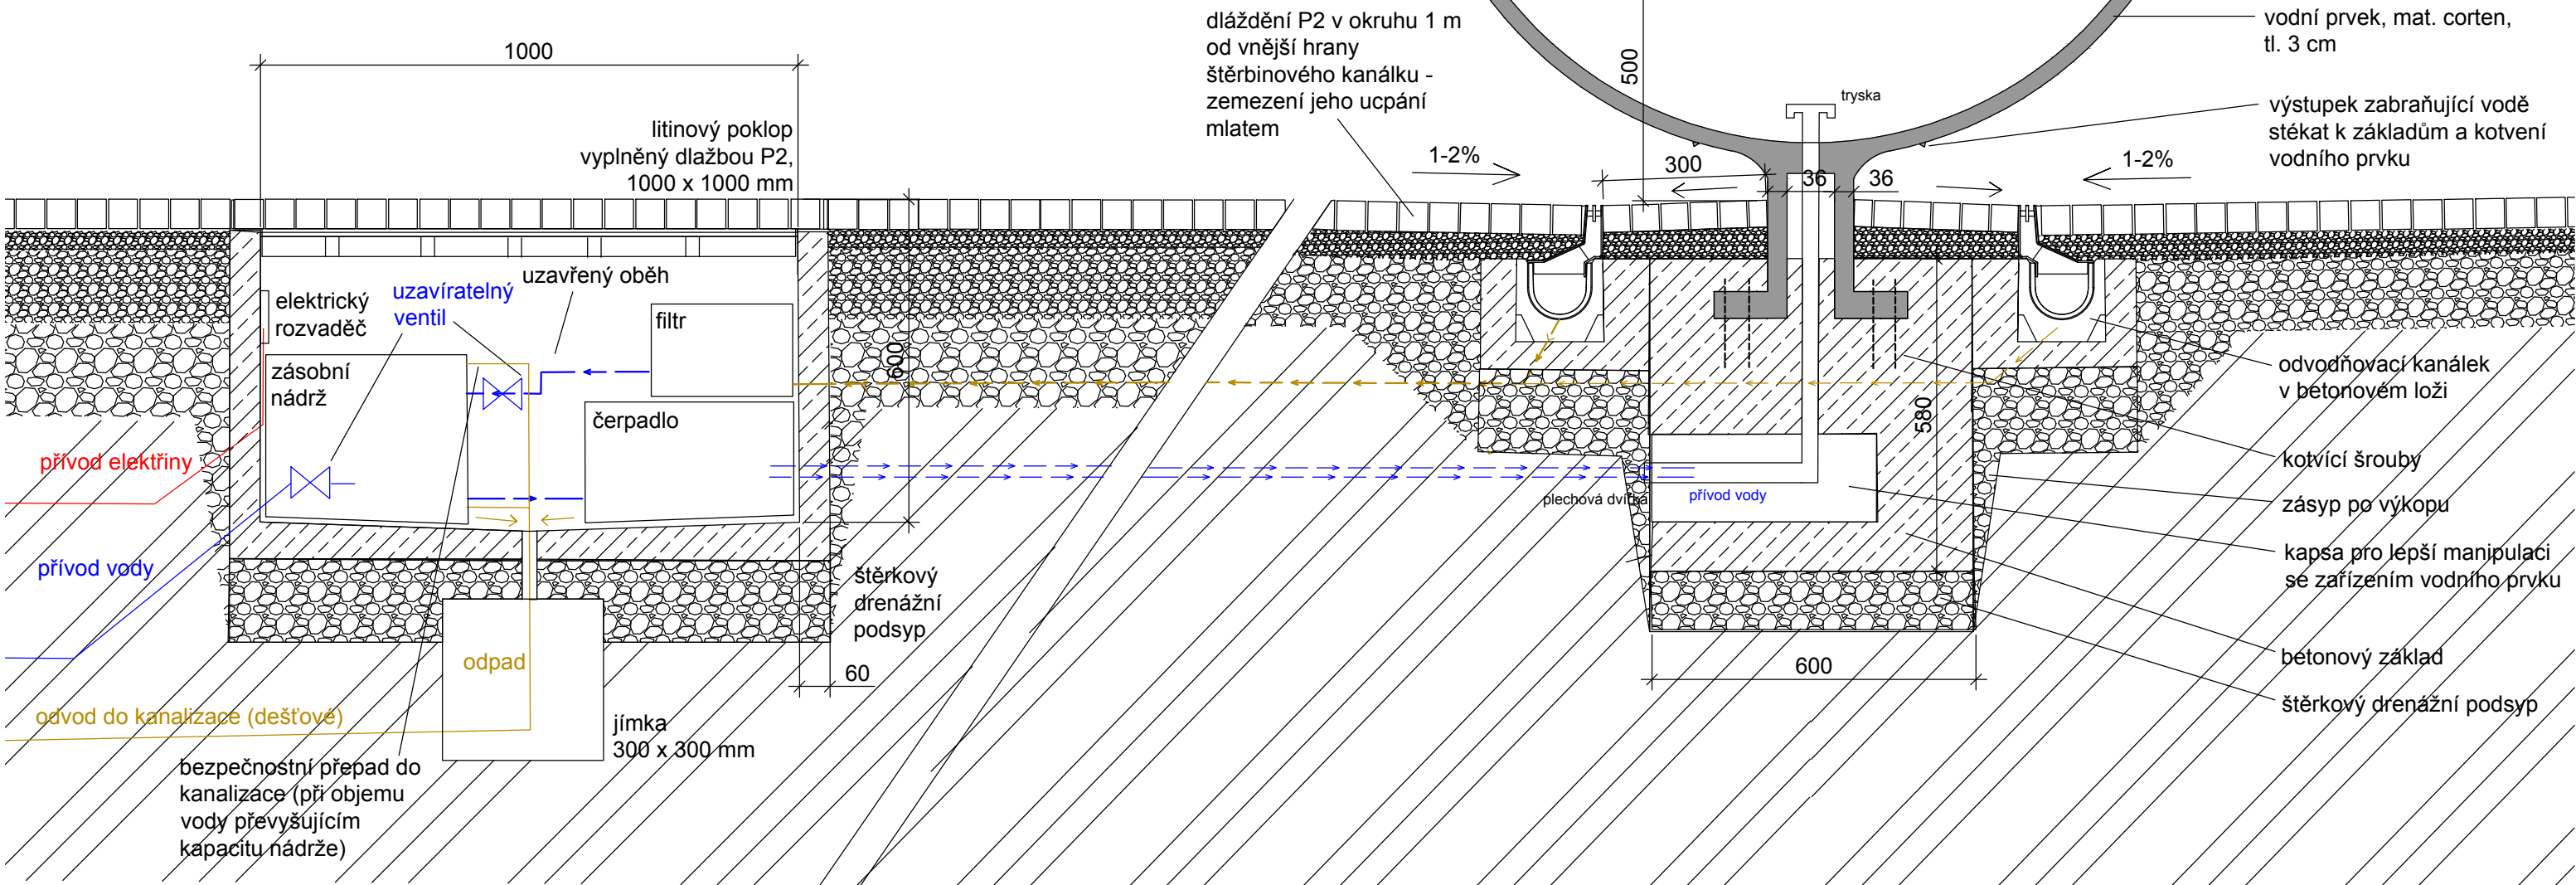 1000
litinový poklop
vyplněný dlažbou P2,
1000 x 1000 mm
elektrický
rozvaděč
uzavíratelný
ventil
uzavřený oběh
filtr
zásobní
nádrž
čerpadlo
600
přívod elektřiny
přívod vody
odpad
štěrkový
drenážní
podsyp
60
odvod do kanalizace (dešťové)
jímka
300 x 300 mm
bezpečnostní přepad do
kanalizace (při objemu
vody převyšujícím
kapacitu nádrže)
dláždění P2 v okruhu 1 m
od vnější hrany
štěrbinového kanálku -
zemezení jeho ucpání
mlatem
500
tryska
1-2%
300
36
36
1-2%
580
plechová dvířka
přívod vody
600
vodní prvek, mat. corten,
tl. 3 cm
výstupek zabraňující vodě
stékat k základům a kotvení
vodního prvku
odvodňovací kanálek
v betonovém loži
kotvící šrouby
zásyp po výkopu
kapsa pro lepší manipulaci
se zařízením vodního prvku
betonový základ
štěrkový drenážní podsyp